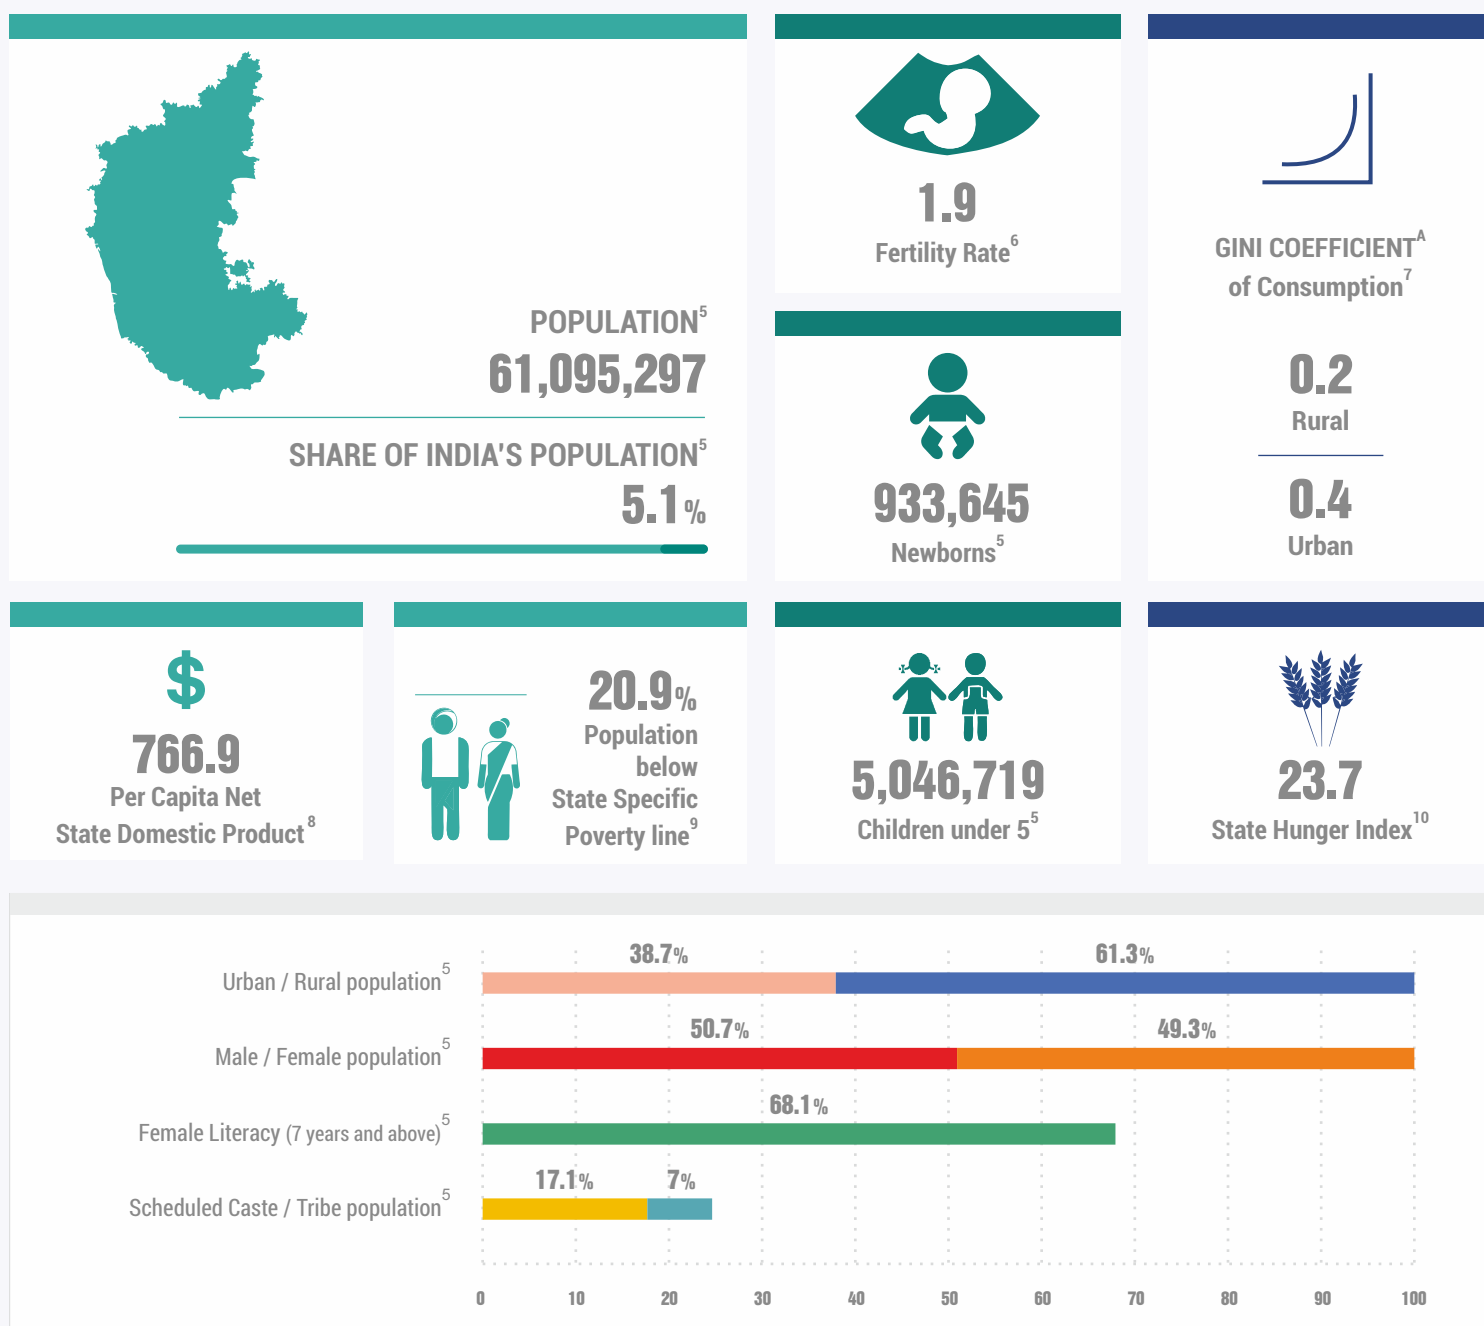 POPULATION5
61,095,297
SHARE OF INDIA'S POPULATION5
5.1%
1.9
Fertility Rate6
933,645
Newborns5
GINI COEFFICIENTA
of Consumption7
0.2
Rural
0.4
Urban
$
766.9
Per Capita Net
State Domestic Product8
20.9%
Population
below
State Specific
Poverty line9
5,046,719
Children under 55
23.7
State Hunger Index10
38.7% 61.3%
Urban / Rural population5
50.7% 49.3%
Male / Female population5
68.1%
Female Literacy (7 years and above)5
17.1% 7%
Scheduled Caste / Tribe population5
0 10 20 30 40 50 60 70 80 90 100